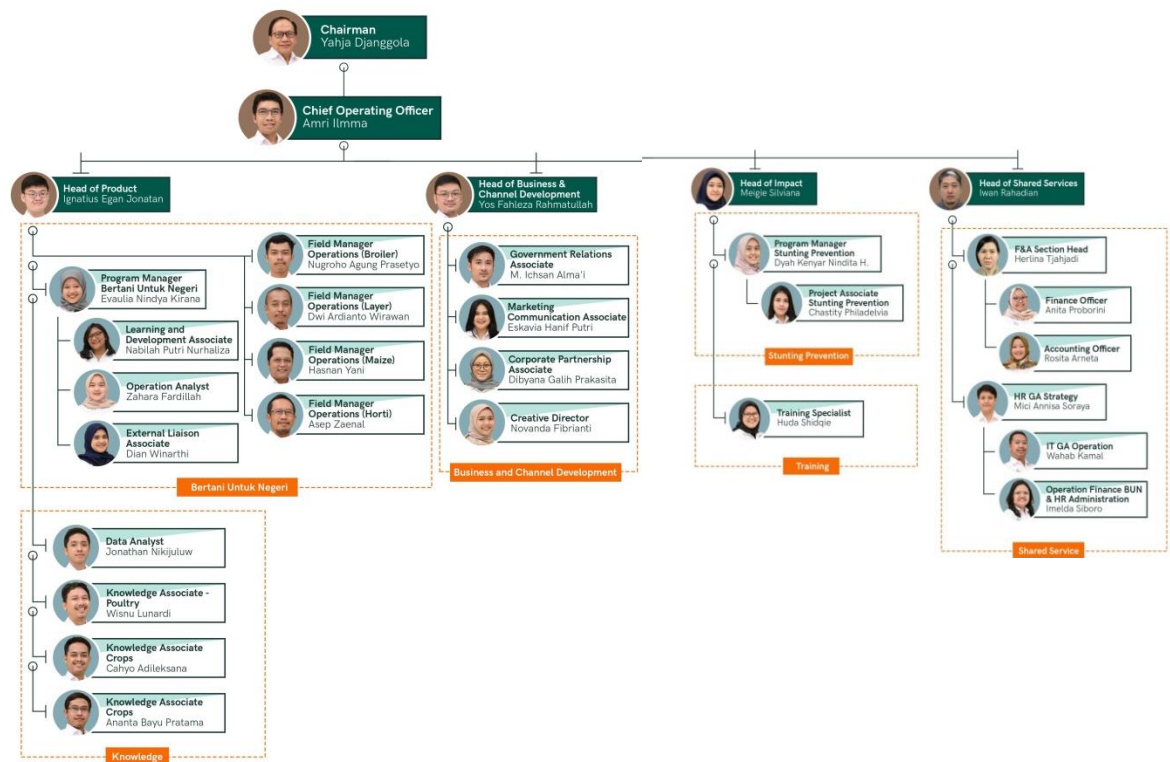 Chairman
Yahja Djanggola
Chief Operating Officer
Amri Ilmma
Head of Product
Ignatius Egan Jonatan
Head of Business &
Channel Development
Yos Fahleza Rahmatullah
Head of Impact
Meigie Silviana
Head of Shared Services
Iwan Rahadian
Program Manager
Bertani Untuk Negeri
Evaulia Nindya Kirana
Learning and
Development Associate
Nabilah Putri Nurhaliza
Operation Analyst
Zahara Fardillah
External Liaison
Associate
Dian Winarthi
Field Manager
Operations (Broiler)
Nugroho Agung Prasetyo
Field Manager
Operations (Layer)
Dwi Ardianto Wirawan
Field Manager
Operations (Maize)
Hasnan Yani
Field Manager
Operations (Horti)
Asep Zaenal
Bertani Untuk Negeri
Data Analyst
Jonathan Nikijuluw
Knowledge Associate -
Poultry
Wisnu Lunardi
Knowledge Associate
Crops
Cahyo Adileksana
Knowledge Associate
Crops
Ananta Bayu Pratama
Knowledge
Government Relations
Associate
M. Ichsan Alma'i
Marketing
Communication Associate
Eskavia Hanif Putri
Corporate Partnership
Associate
Dibyana Galih Prakasita
Creative Director
Novanda Fibrianti
Business and Channel Development
Program Manager
Stunting Prevention
Dyah Kenyar Nindita H.
Project Associate
Stunting Prevention
Chastity Philadelvia
Stunting Prevention
Training Specialist
Huda Shidqie
Training
F&A Section Head
Herlina Tjahjadi
Finance Officer
Anita Proborini
Accounting Officer
Rosita Arneta
HR GA Strategy
Mici Annisa Soraya
IT GA Operation
Wahab Kamal
Operation Finance BUN
& HR Administration
Imelda Siboro
Shared Service